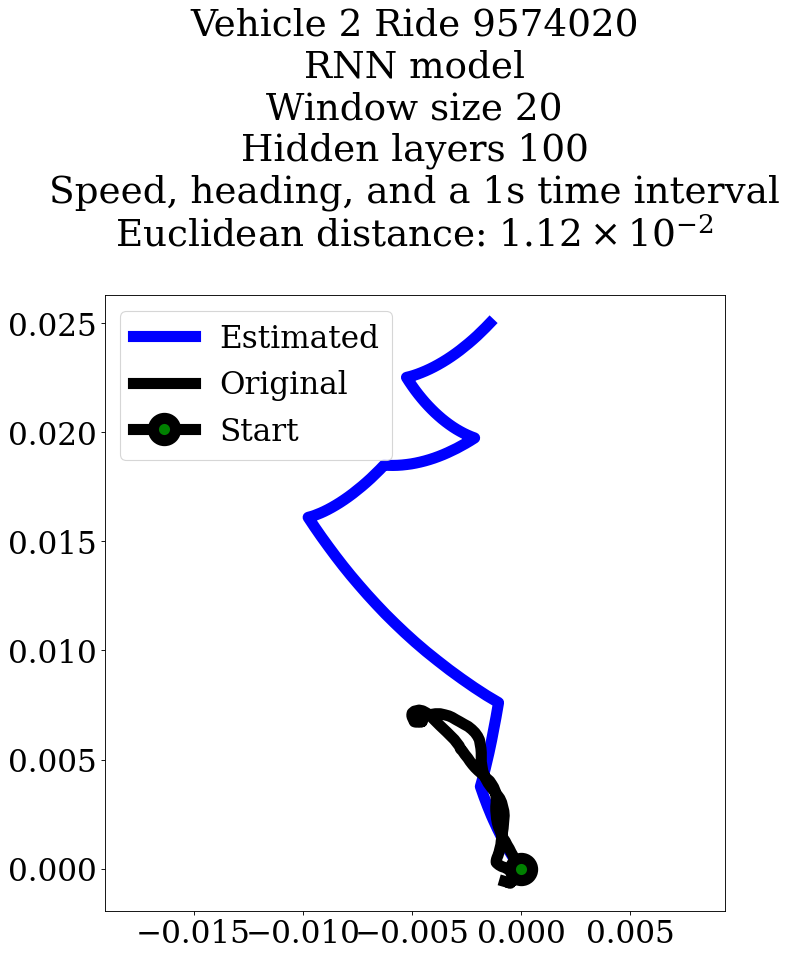 Vehicle 2 Ride 9574020
RNN model
Window size 20
Hidden layers 100
Speed, heading, and a 1s time interval
Euclidean distance: 1.12 × 10⁻²
Estimated
Original
Start
0.025
0.020
0.015
0.010
0.005
0.000
−0.015 −0.010 −0.005 0.000 0.005